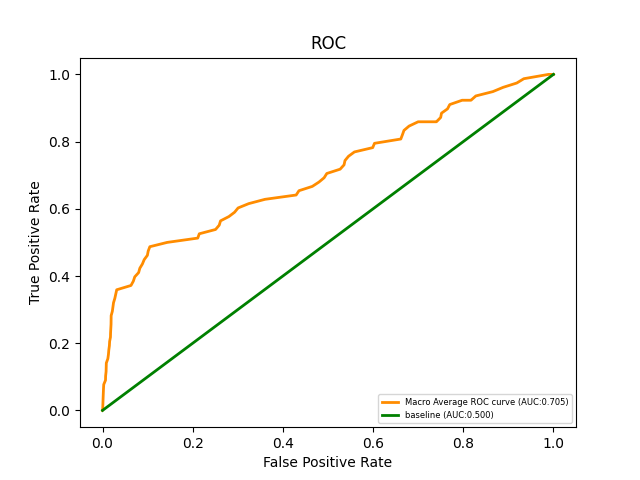 ROC
True Positive Rate
1.0
0.8
0.6
0.4
0.2
0.0
Macro Average ROC curve (AUC:0.705)
baseline (AUC:0.500)
0.0 0.2 0.4 0.6 0.8 1.0
False Positive Rate